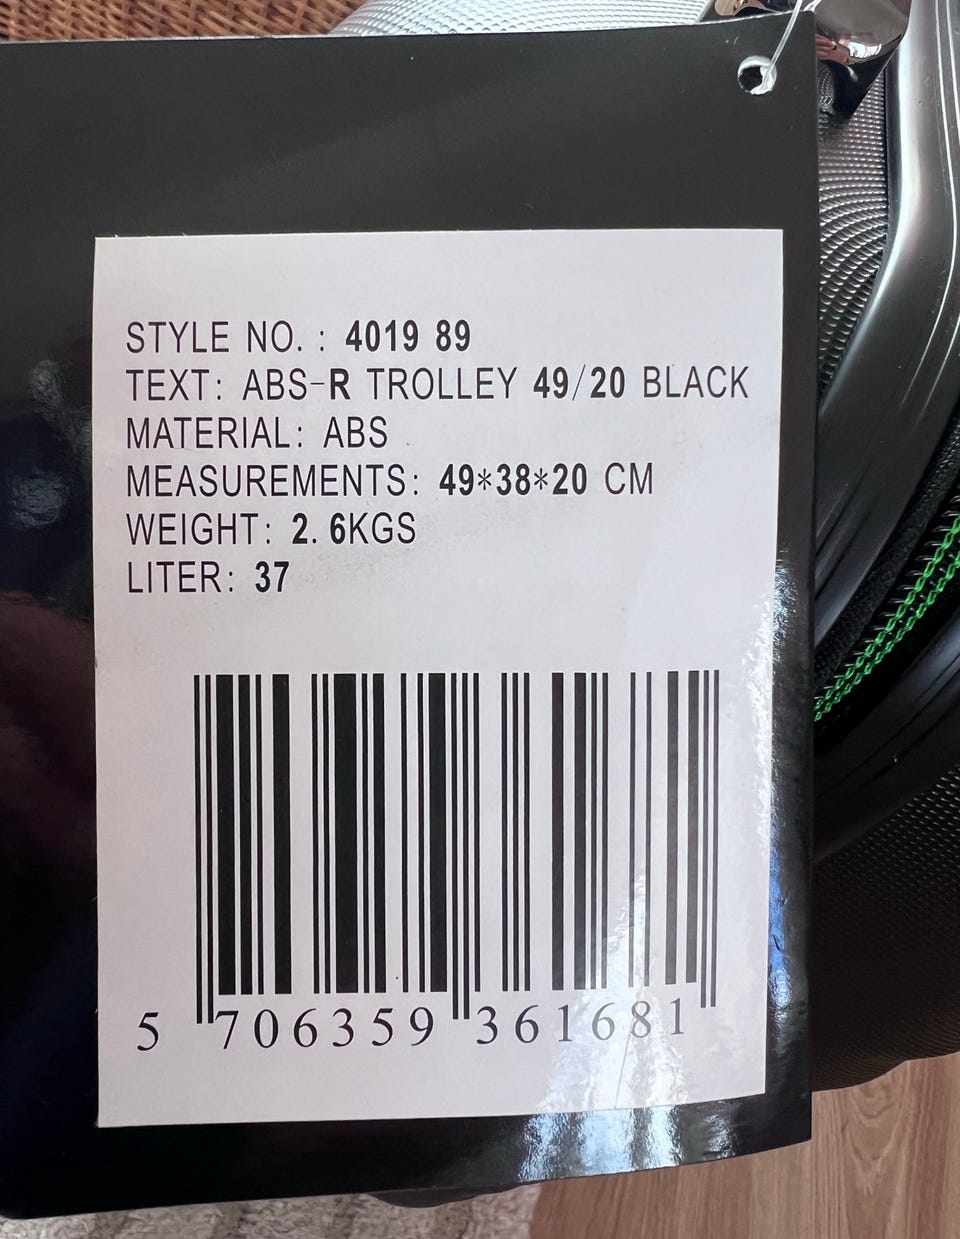 STYLE NO. : 4019 89
TEXT: ABS-R TROLLEY 49/20 BLACK
MATERIAL: ABS
MEASUREMENTS: 49*38*20 CM
WEIGHT: 2. 6KGS
LITER: 37
5 706359 361681